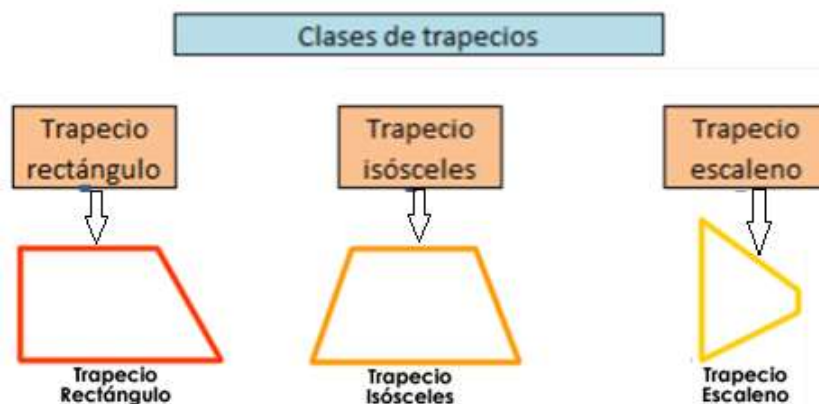 Clases de trapecios
Trapecio
rectángulo
Trapecio
isósceles
Trapecio
escaleno
Trapecio
Rectángulo
Trapecio
Isósceles
Trapecio
Escaleno